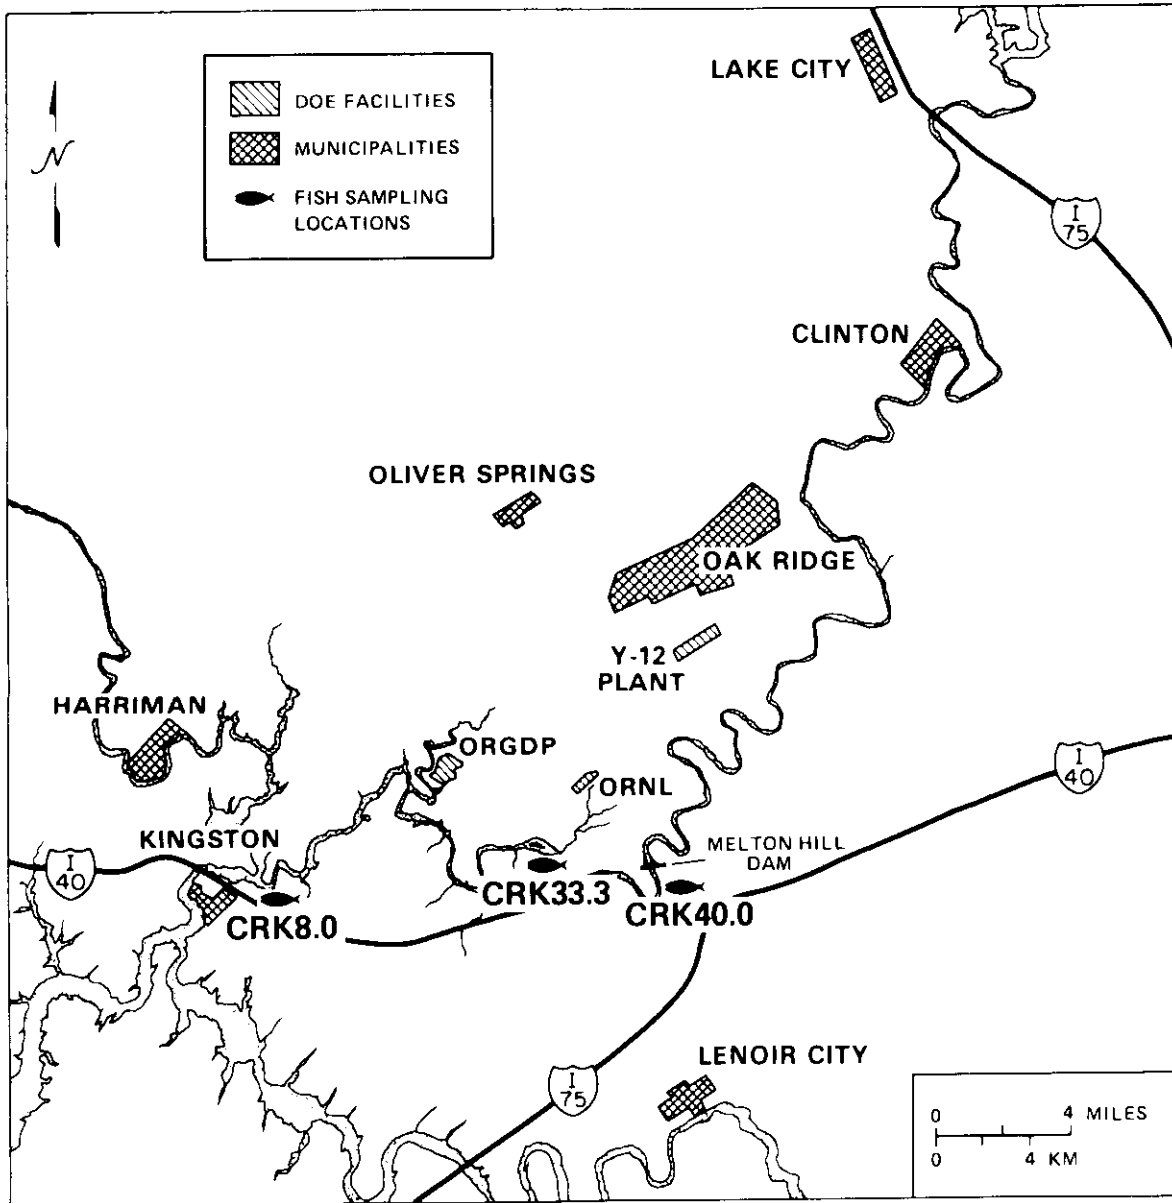 LAKE CITY
DOE FACILITIES
MUNICIPALITIES
FISH SAMPLING
LOCATIONS
N
I
75
CLINTON
OLIVER SPRINGS
OAK RIDGE
Y-12
PLANT
HARRIMAN
ORGDP
ORNL
I
40
KINGSTON
MELTON HILL
DAM
I
40
CRK33.3
CRK40.0
CRK8.0
LENOIR CITY
I
75
0 4 MILES
0 4 KM